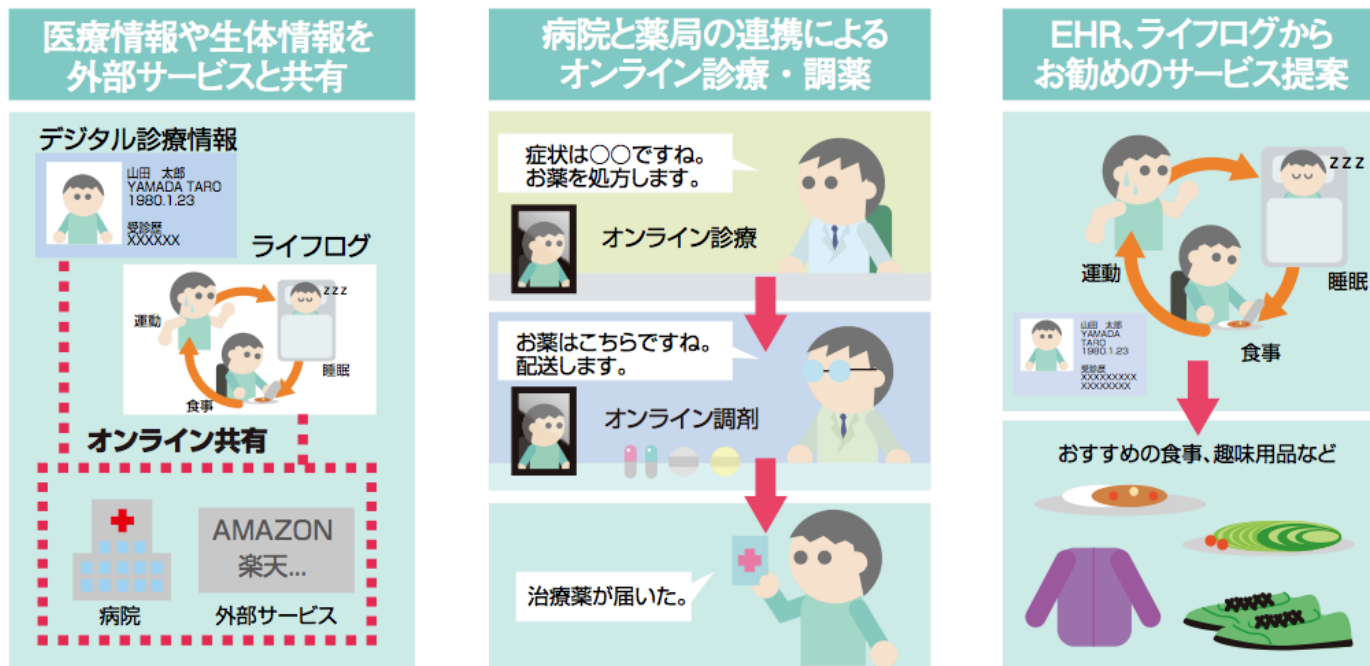 医療情報や生体情報を
外部サービスと共有
デジタル診療情報
山田　太郎
YAMADA TARO
1980.1.23
受診歴
XXXXXX
ライフログ
zzz
運動
睡眠
食事
オンライン共有
AMAZON
楽天...
病院
外部サービス
病院と薬局の連携による
オンライン診療・調薬
症状は○○ですね。
お薬を処方します。
オンライン診療
お薬はこちらですね。
配送します。
オンライン調剤
治療薬が届いた。
EHR、ライフログから
お勧めのサービス提案
zzz
運動
睡眠
食事
山田　太郎
YAMADA
TARO
1980.1.23
受診歴
XXXXXXXXX
XXXXXXXX
おすすめの食事、趣味用品など